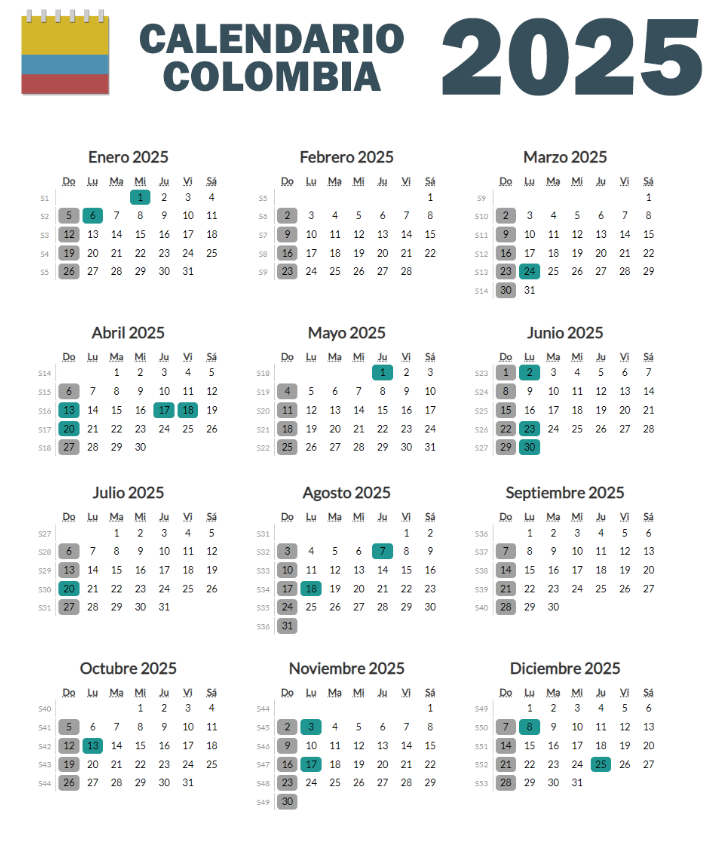 CALENDARIO
COLOMBIA
2025
Enero 2025 Febrero 2025 Marzo 2025
Do Lu Ma Mi Ju Vi Sá Do Lu Ma Mi Ju Vi Sá Do Lu Ma Mi Ju Vi Sá
S1 1 2 3 4 S5 1 S9 1
S2 5 6 7 8 9 10 11 S6 2 3 4 5 6 7 8 S10 2 3 4 5 6 7 8
S3 12 13 14 15 16 17 18 S7 9 10 11 12 13 14 15 S11 9 10 11 12 13 14 15
S4 19 20 21 22 23 24 25 S8 16 17 18 19 20 21 22 S12 16 17 18 19 20 21 22
S5 26 27 28 29 30 31 S9 23 24 25 26 27 28 S13 23 24 25 26 27 28 29
S14 30 31
Abril 2025 Mayo 2025 Junio 2025
Do Lu Ma Mi Ju Vi Sá Do Lu Ma Mi Ju Vi Sá Do Lu Ma Mi Ju Vi Sá
S14 1 2 3 4 5 S18 1 2 3 S23 1 2 3 4 5 6 7
S15 6 7 8 9 10 11 12 S19 4 5 6 7 8 9 10 S24 8 9 10 11 12 13 14
S16 13 14 15 16 17 18 19 S20 11 12 13 14 15 16 17 S25 15 16 17 18 19 20 21
S17 20 21 22 23 24 25 26 S21 18 19 20 21 22 23 24 S26 22 23 24 25 26 27 28
S18 27 28 29 30 S22 25 26 27 28 29 30 31 S27 29 30
Julio 2025 Agosto 2025 Septiembre 2025
Do Lu Ma Mi Ju Vi Sá Do Lu Ma Mi Ju Vi Sá Do Lu Ma Mi Ju Vi Sá
S27 1 2 3 4 5 S31 1 2 S36 1 2 3 4 5 6
S28 6 7 8 9 10 11 12 S32 3 4 5 6 7 8 9 S37 7 8 9 10 11 12 13
S29 13 14 15 16 17 18 19 S33 10 11 12 13 14 15 16 S38 14 15 16 17 18 19 20
S30 20 21 22 23 24 25 26 S34 17 18 19 20 21 22 23 S39 21 22 23 24 25 26 27
S31 27 28 29 30 31 S35 24 25 26 27 28 29 30 S40 28 29 30
S36 31
Octubre 2025 Noviembre 2025 Diciembre 2025
Do Lu Ma Mi Ju Vi Sá Do Lu Ma Mi Ju Vi Sá Do Lu Ma Mi Ju Vi Sá
S40 1 2 3 4 S44 1 S49 1 2 3 4 5 6
S41 5 6 7 8 9 10 11 S45 2 3 4 5 6 7 8 S50 7 8 9 10 11 12 13
S42 12 13 14 15 16 17 18 S46 9 10 11 12 13 14 15 S51 14 15 16 17 18 19 20
S43 19 20 21 22 23 24 25 S47 16 17 18 19 20 21 22 S52 21 22 23 24 25 26 27
S44 26 27 28 29 30 31 S48 23 24 25 26 27 28 29 S53 28 29 30 31
S49 30